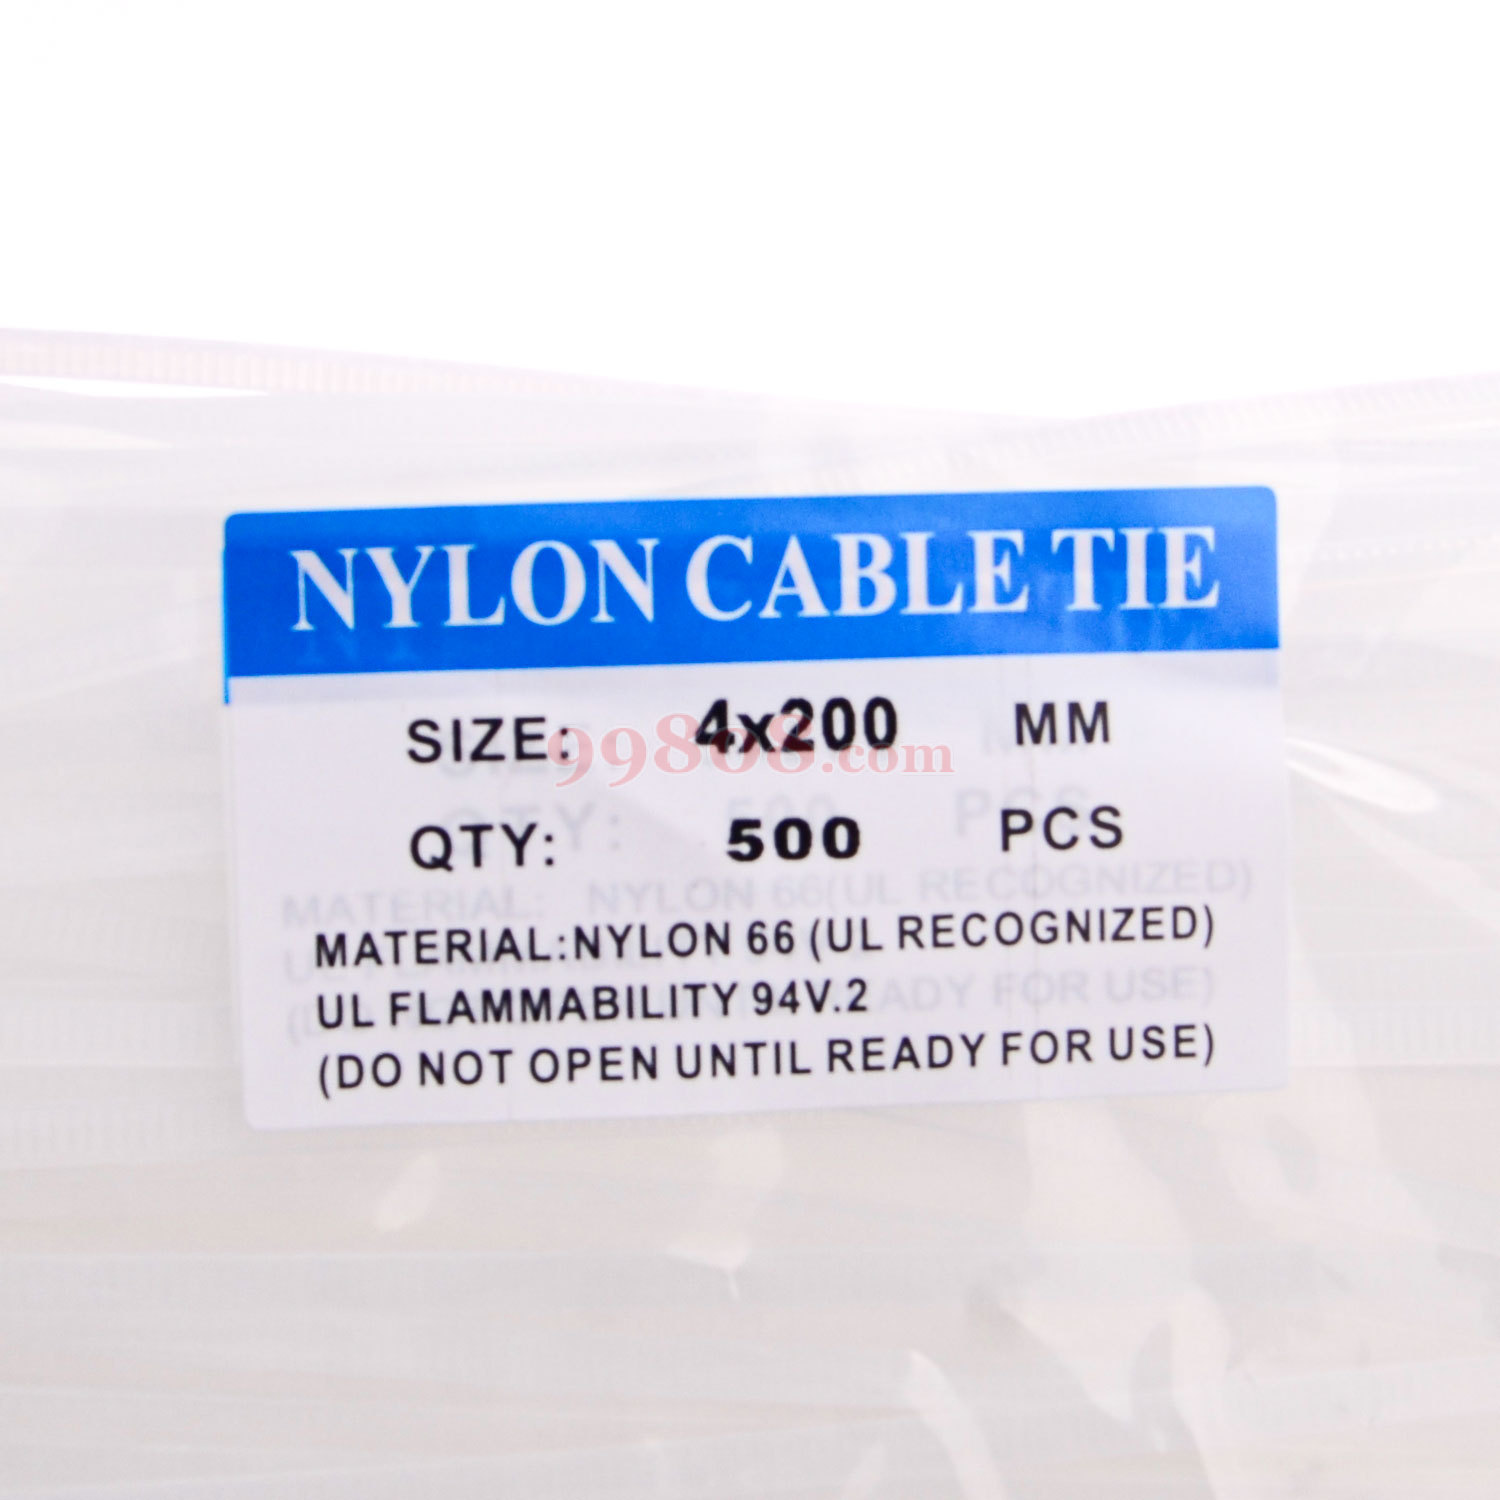 NYLON CABLE TIE
SIZE: 4x200 MM
99808.com
QTY: 500 PCS
MATERIAL:NYLON 66 (UL RECOGNIZED)
UL FLAMMABILITY 94V.2
(DO NOT OPEN UNTIL READY FOR USE)